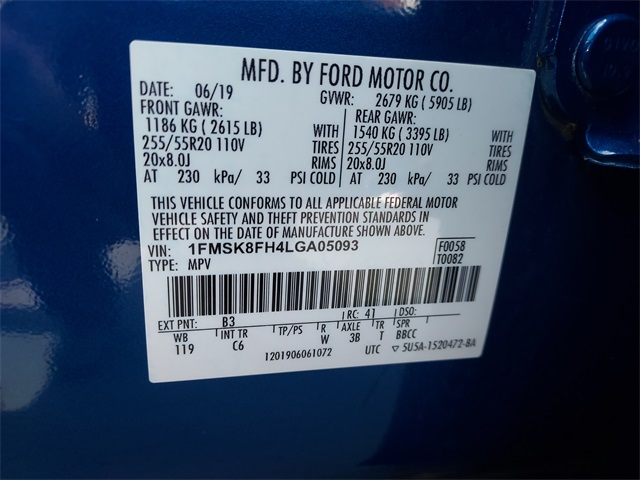 MFD. BY FORD MOTOR CO.
DATE: 06/19 GVWR: 2679 KG ( 5905 LB)
FRONT GAWR: REAR GAWR:
1186 KG ( 2615 LB) WITH 1540 KG ( 3395 LB) WITH
255/55R20 110V TIRES 255/55R20 110V TIRES
20x8.0J RIMS 20x8.0J RIMS
AT 230 kPa/ 33 PSI COLD AT 230 kPa/ 33 PSI COLD
THIS VEHICLE CONFORMS TO ALL APPLICABLE FEDERAL MOTOR
VEHICLE SAFETY AND THEFT PREVENTION STANDARDS IN
EFFECT ON THE DATE OF MANUFACTURE SHOWN ABOVE.
VIN: 1FMSK8FH4LGA05093 F0058
TYPE: MPV T0082
EXT PNT: B3 RC: 41 DSO:
WB INT TR TP/PS R AXLE TR SPR
119 C6 W 3B T BBCC
1201906061072 UTC ▽ 5U5A-1520472-BA